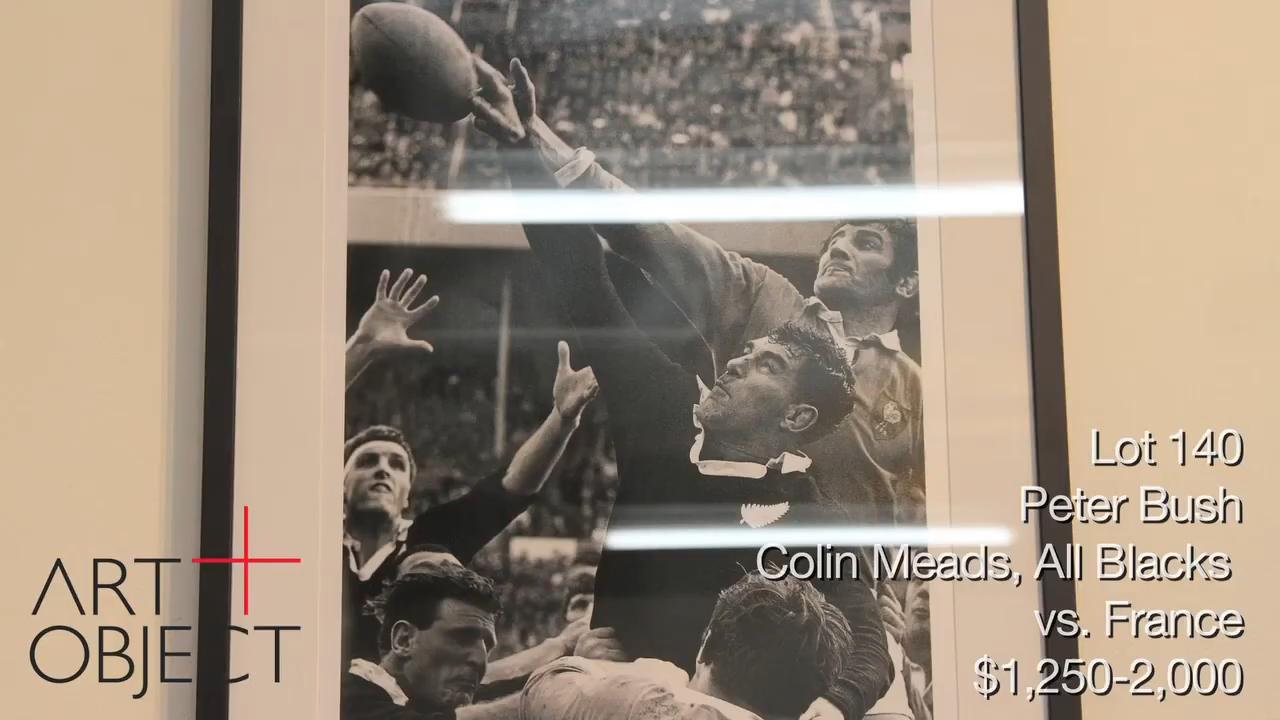 ART
OBJECT
Lot 140
Peter Bush
Colin Meads, All Blacks
vs. France
$1,250-2,000